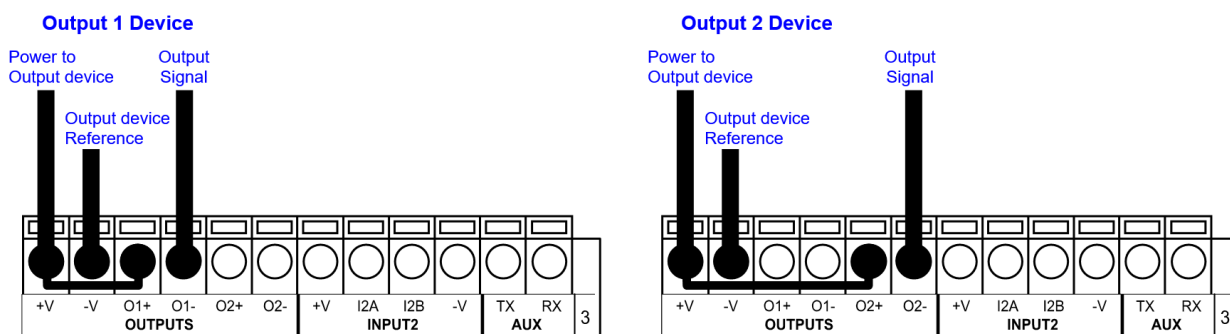 Output 1 Device
Power to
Output device
Output
Signal
Output device
Reference
+V -V O1+ O1- O2+ O2- +V I2A I2B -V TX RX
OUTPUTS INPUT2 AUX 3
Output 2 Device
Power to
Output device
Output
Signal
Output device
Reference
+V -V O1+ O1- O2+ O2- +V I2A I2B -V TX RX
OUTPUTS INPUT2 AUX 3